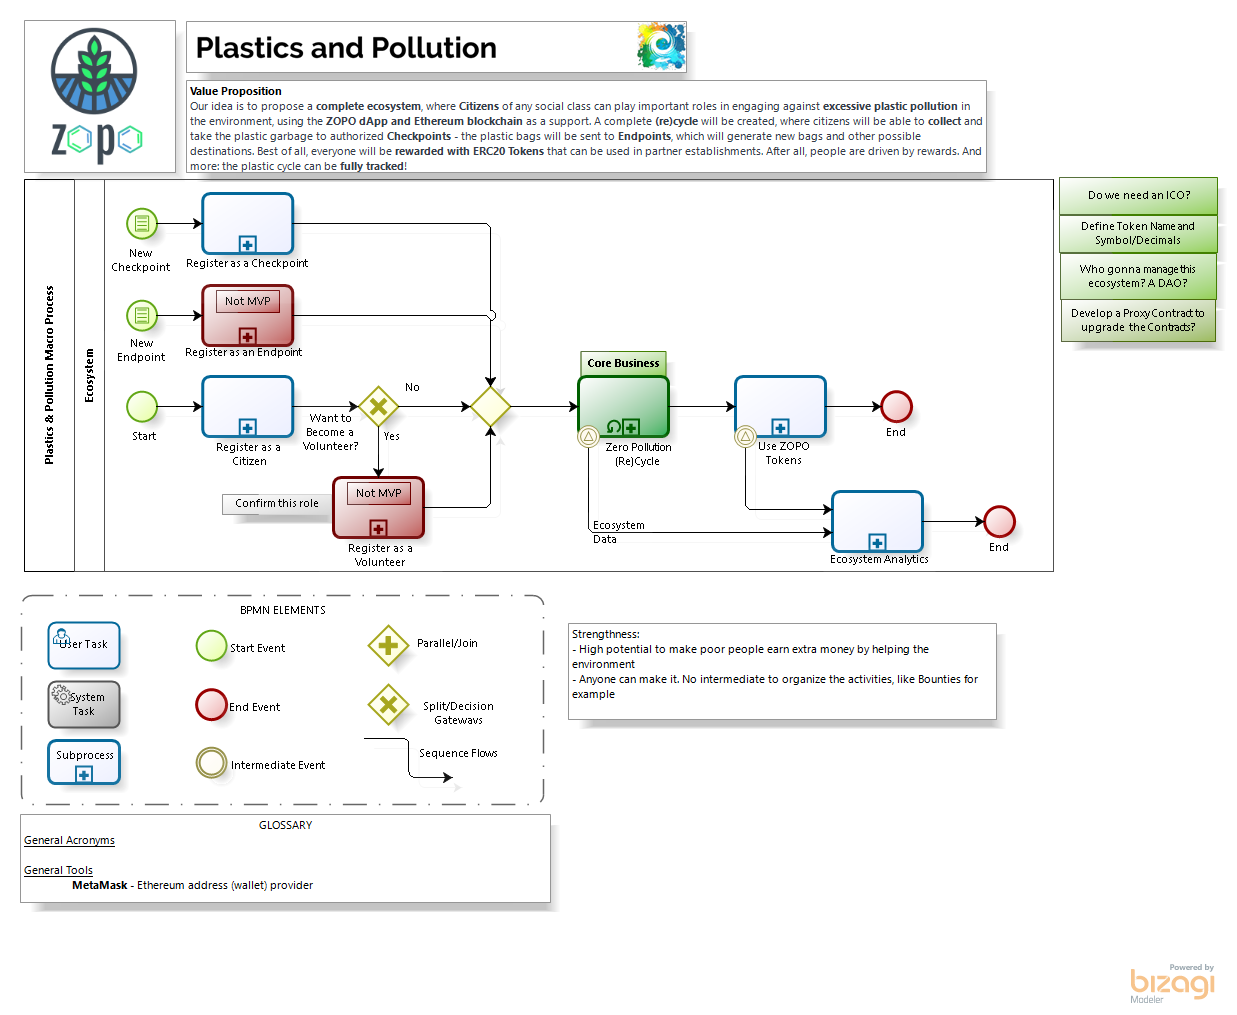 zopo
Plastics and Pollution
Value Proposition
Our idea is to propose a complete ecosystem, where Citizens of any social class can play important roles in engaging against excessive plastic pollution in
the environment, using the ZOPO dApp and Ethereum blockchain as a support. A complete (re)cycle will be created, where citizens will be able to collect and
take the plastic garbage to authorized Checkpoints - the plastic bags will be sent to Endpoints, which will generate new bags and other possible
destinations. Best of all, everyone will be rewarded with ERC20 Tokens that can be used in partner establishments. After all, people are driven by rewards. And
more: the plastic cycle can be fully tracked!
Plastics & Pollution Macro Process
Ecosystem
New
Checkpoint
Register as a Checkpoint
New
Endpoint
Not MVP
Register as an Endpoint
Start
Register as a
Citizen
Want to
Become a
Volunteer?
No
Yes
Confirm this role
Not MVP
Register as a
Volunteer
Core Business
Zero Pollution
(Re)Cycle
Use ZOPO
Tokens
End
Ecosystem
Data
Ecosystem Analytics
End
Do we need an ICO?
Define Token Name and
Symbol/Decimals
Who gonna manage this
ecosystem? A DAO?
Develop a Proxy Contract to
upgrade the Contracts?
BPMN ELEMENTS
User Task
Start Event
Parallel/Join
System
Task
End Event
Split/Decision
Gateways
Subprocess
Intermediate Event
Sequence Flows
Strengthness:
- High potential to make poor people earn extra money by helping the
environment
- Anyone can make it. No intermediate to organize the activities, like Bounties for
example
GLOSSARY
General Acronyms
General Tools
MetaMask - Ethereum address (wallet) provider
Powered by
bizagi
Modeler